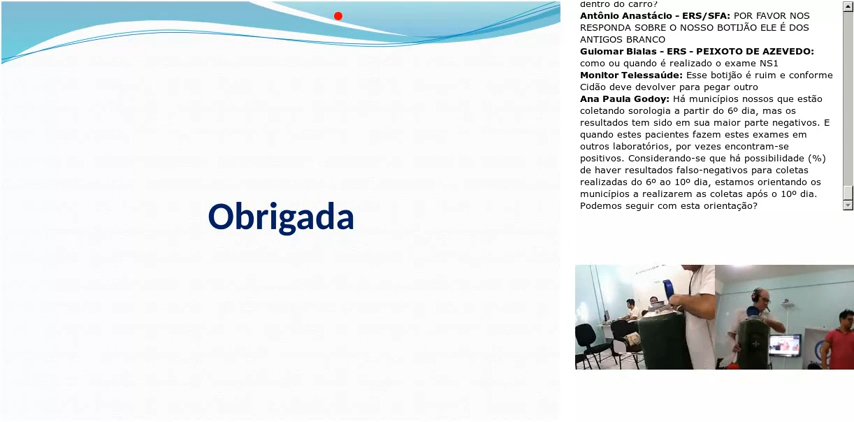 Obrigada
dentro do carro?
Antônio Anastácio - ERS/SFA: POR FAVOR NOS
RESPONDA SOBRE O NOSSO BOTIJÃO ELE É DOS
ANTIGOS BRANCO
Guiomar Bialas - ERS - PEIXOTO DE AZEVEDO:
como ou quando é realizado o exame NS1
Monitor Telessaúde: Esse botijão é ruim e conforme
Cidão deve devolver para pegar outro
Ana Paula Godoy: Há municípios nossos que estão
coletando sorologia a partir do 6º dia, mas os
resultados tem sido em sua maior parte negativos. E
quando estes pacientes fazem estes exames em
outros laboratórios, por vezes encontram-se
positivos. Considerando-se que há possibilidade (%)
de haver resultados falso-negativos para coletas
realizadas do 6º ao 10º dia, estamos orientando os
municípios a realizarem as coletas após o 10º dia.
Podemos seguir com esta orientação?